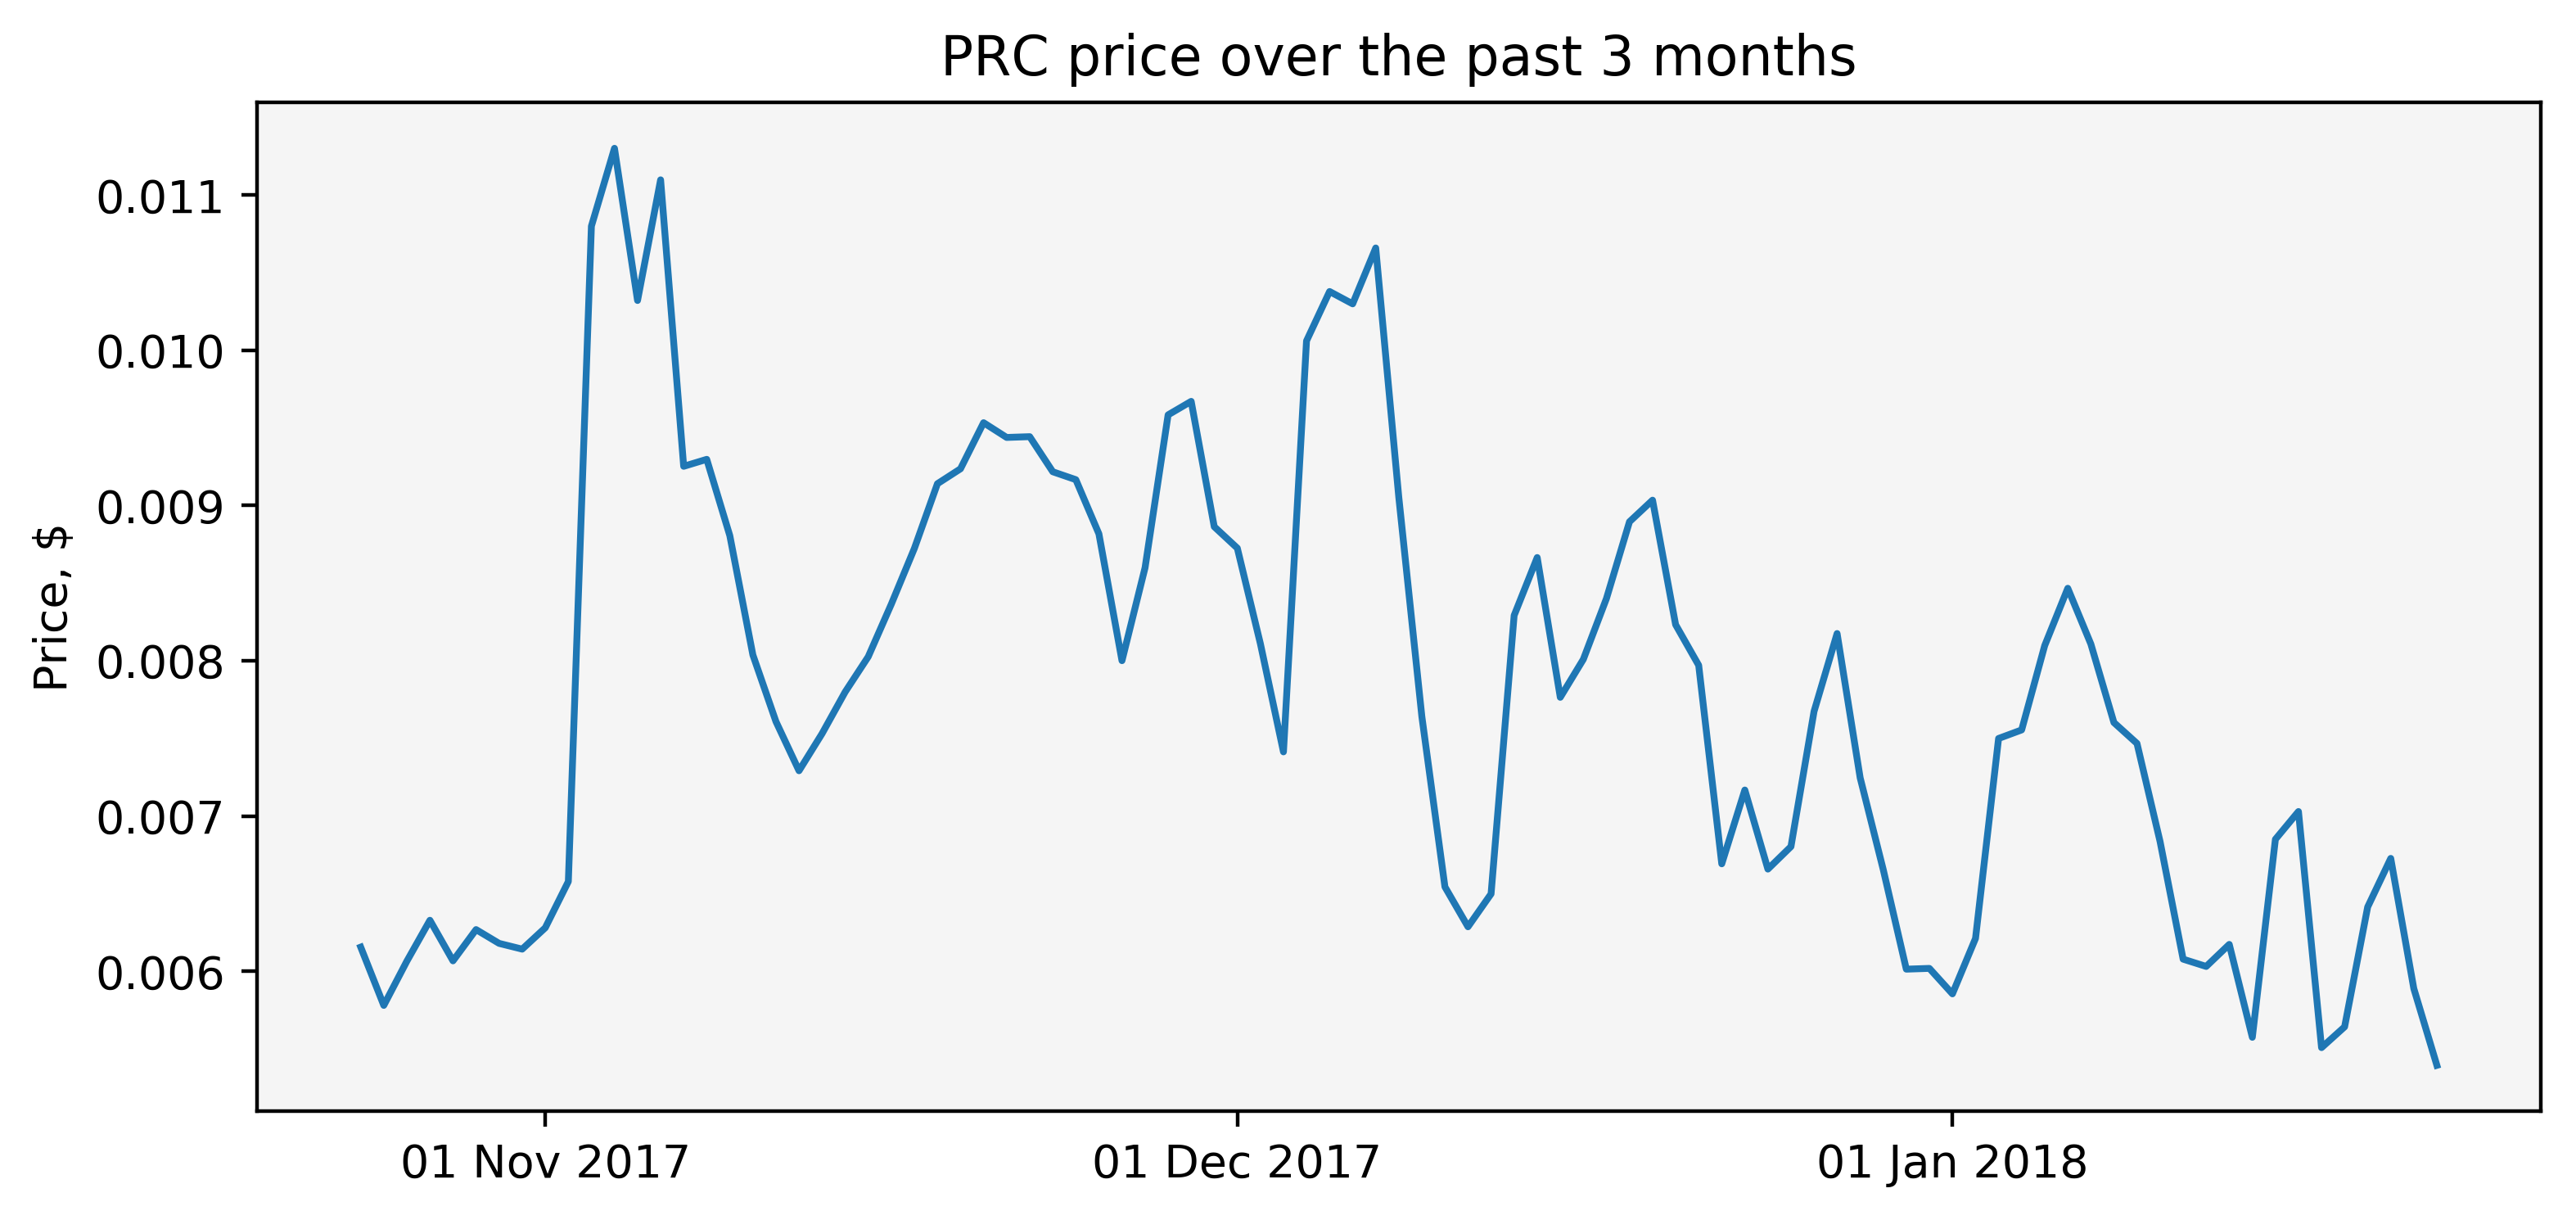 PRC price over the past 3 months
Price, $
0.011
0.010
0.009
0.008
0.007
0.006
01 Nov 2017
01 Dec 2017
01 Jan 2018